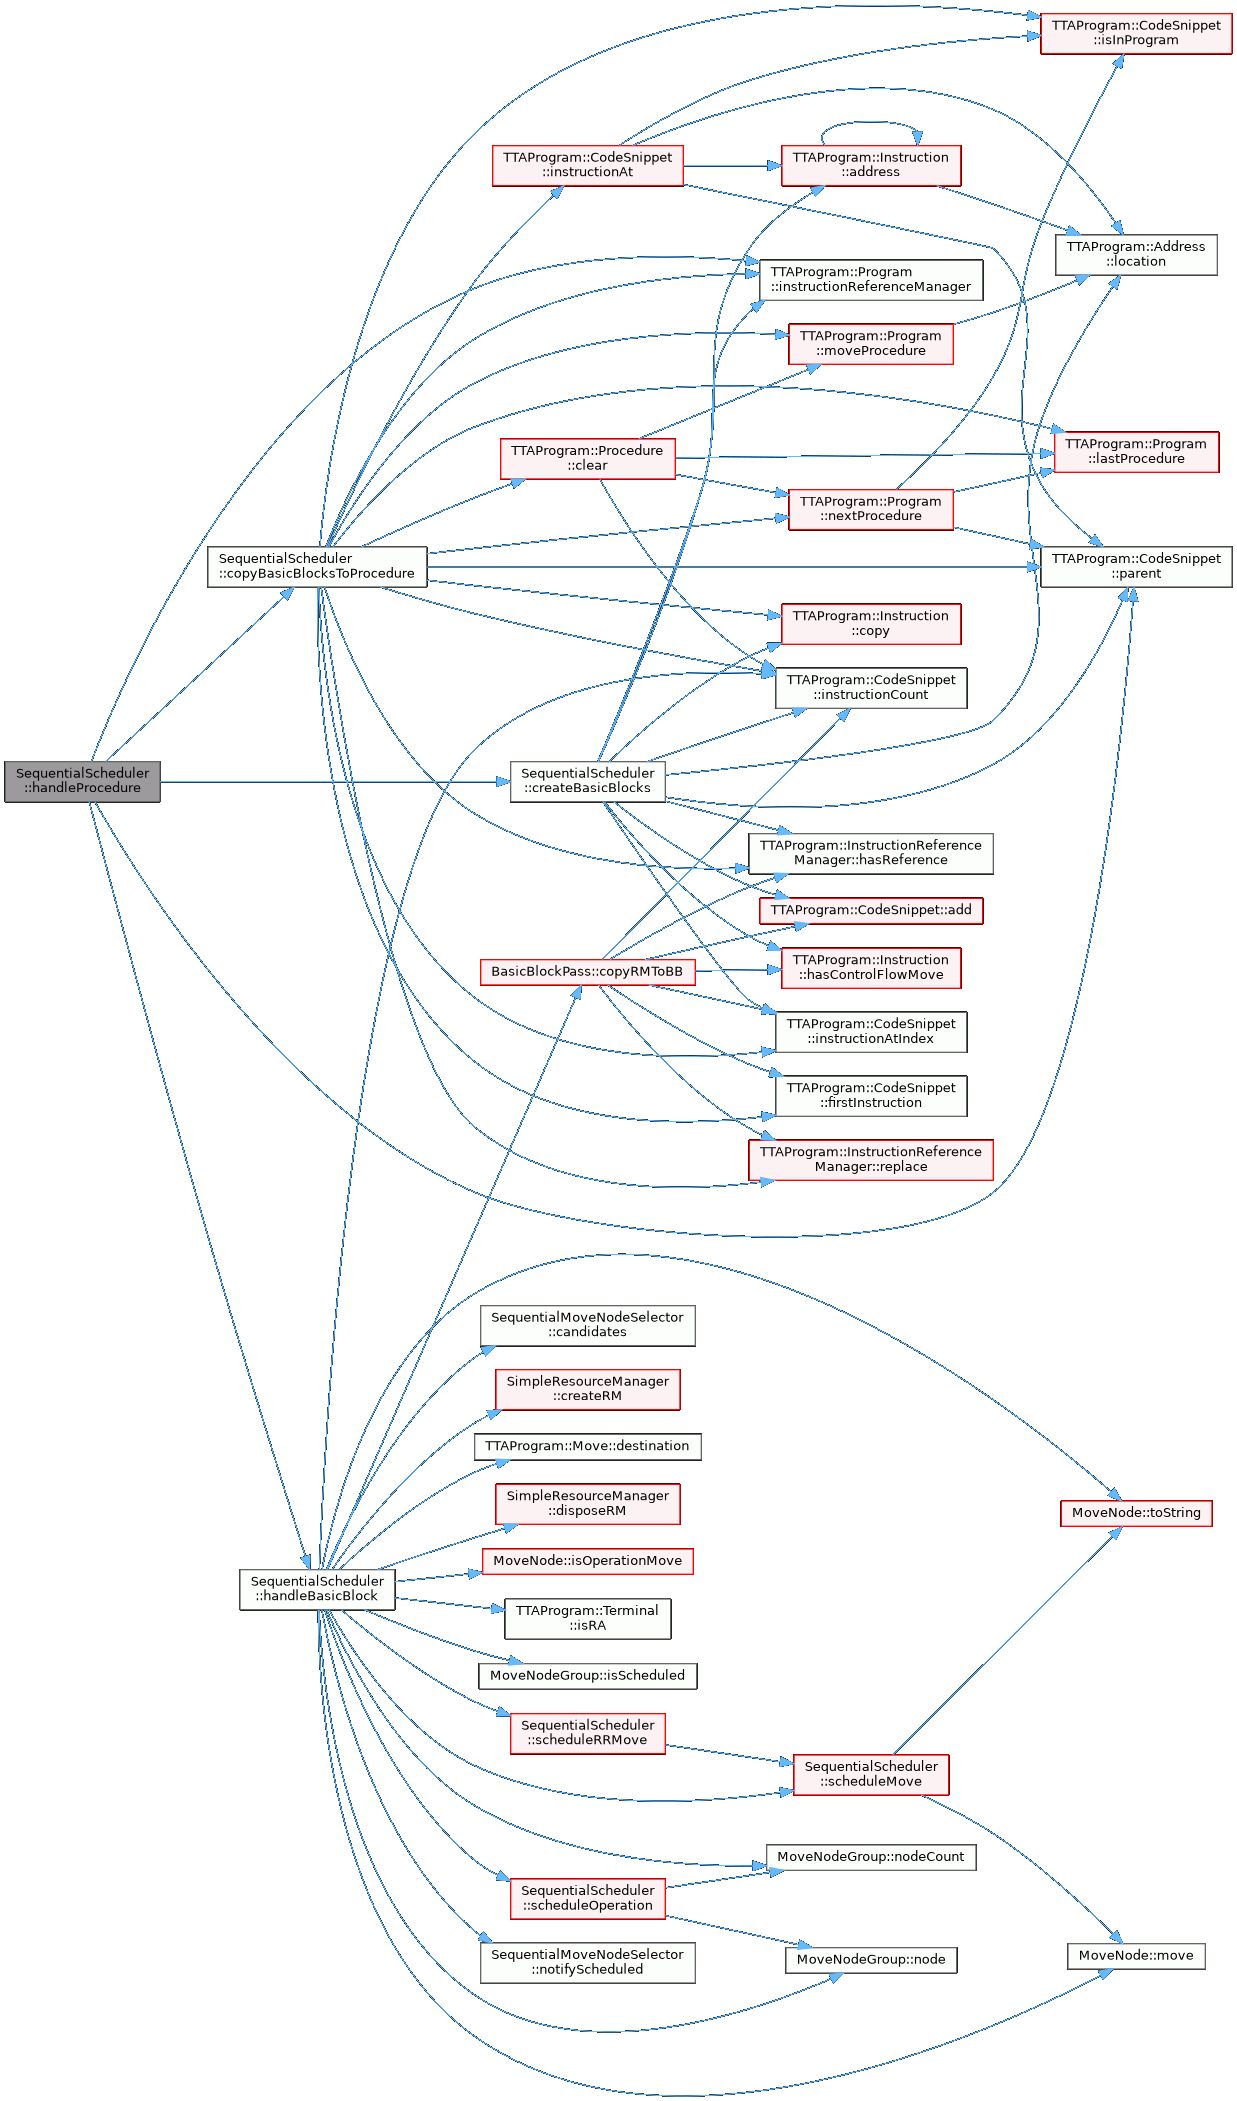 TTAProgram::CodeSnippet
::isInProgram
TTAProgram::CodeSnippet
::instructionAt
TTAProgram::Instruction
::address
TTAProgram::Address
::location
TTAProgram::Program
::instructionReferenceManager
TTAProgram::Program
::moveProcedure
TTAProgram::Procedure
::clear
TTAProgram::Program
::lastProcedure
TTAProgram::Program
::nextProcedure
SequentialScheduler
::copyBasicBlocksToProcedure
TTAProgram::CodeSnippet
::parent
TTAProgram::Instruction
::copy
TTAProgram::CodeSnippet
::instructionCount
SequentialScheduler
::handleProcedure
SequentialScheduler
::createBasicBlocks
TTAProgram::InstructionReference
Manager::hasReference
TTAProgram::CodeSnippet::add
BasicBlockPass::copyRMToBB
TTAProgram::Instruction
::hasControlFlowMove
TTAProgram::CodeSnippet
::instructionAtIndex
TTAProgram::CodeSnippet
::firstInstruction
TTAProgram::InstructionReference
Manager::replace
SequentialMoveNodeSelector
::candidates
SimpleResourceManager
::createRM
TTAProgram::Move::destination
SimpleResourceManager
::disposeRM
MoveNode::toString
MoveNode::isOperationMove
SequentialScheduler
::handleBasicBlock
TTAProgram::Terminal
::isRA
MoveNodeGroup::isScheduled
SequentialScheduler
::scheduleRRMove
SequentialScheduler
::scheduleMove
MoveNodeGroup::nodeCount
SequentialScheduler
::scheduleOperation
SequentialMoveNodeSelector
::notifyScheduled
MoveNodeGroup::node
MoveNode::move